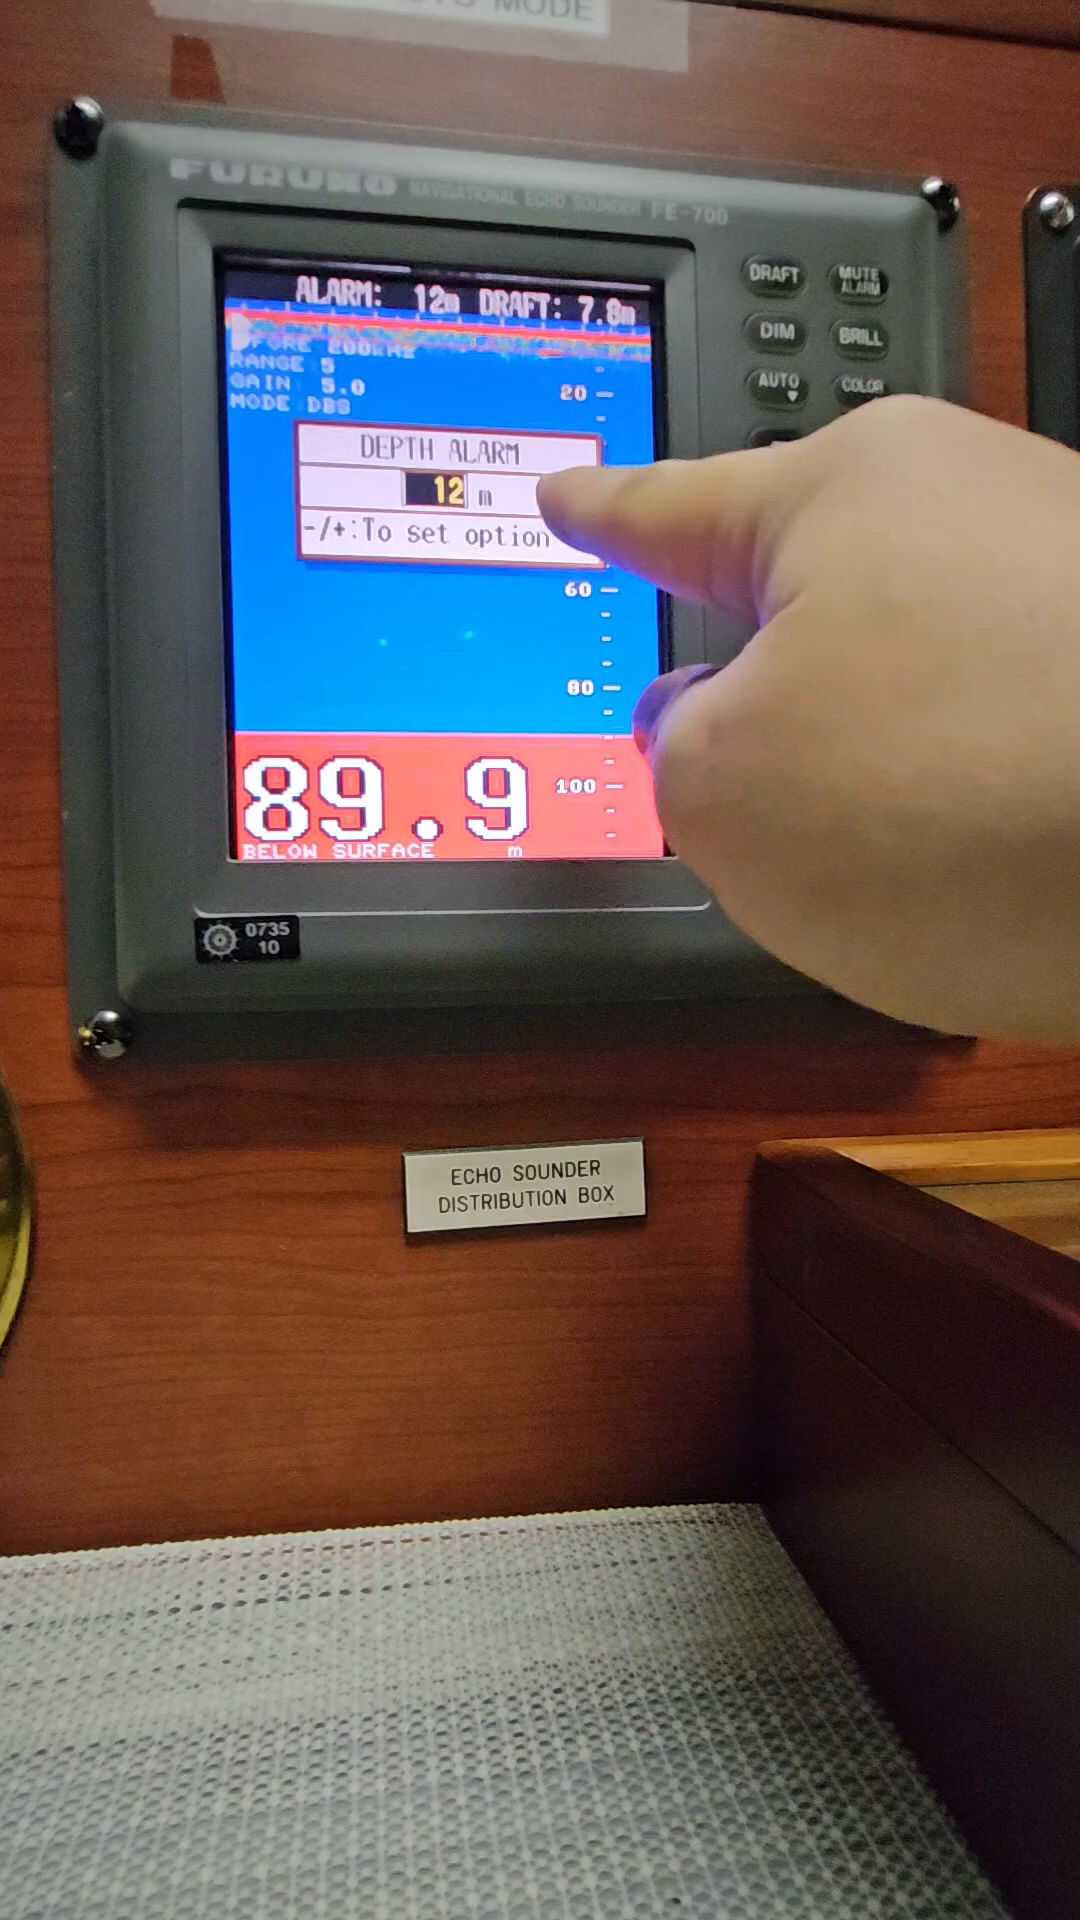 MODE
FURUNO NAVIGATIONAL ECHO SOUNDER FE-700
DRAFT
MUTE ALARM
DIM
BRILL
AUTO
COLOR
ALARM: 12m DRAFT: 7.8m
FORE 200kHz
RANGE 5
GAIN 5.0
MODE DBS
20
DEPTH ALARM
12 m
-/+:To set option
60
80
100
89.9
BELOW SURFACE m
0735
10
ECHO SOUNDER
DISTRIBUTION BOX